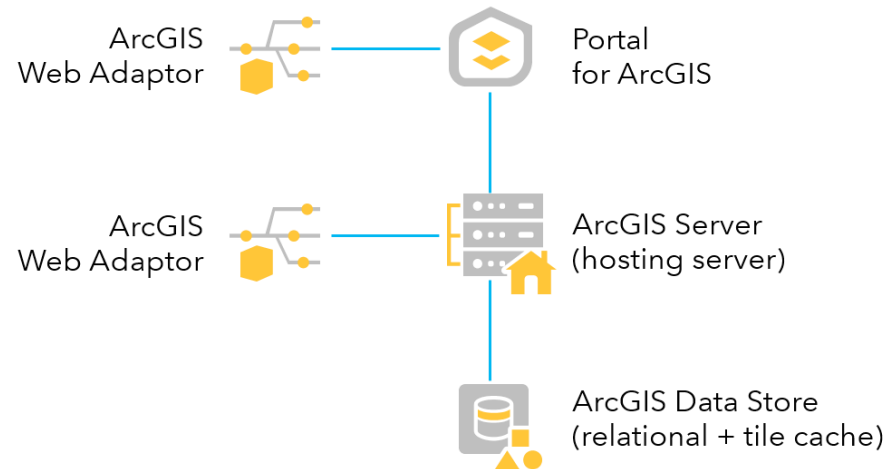 ArcGIS
Web Adaptor
Portal
for ArcGIS
ArcGIS
Web Adaptor
ArcGIS Server
(hosting server)
ArcGIS Data Store
(relational + tile cache)